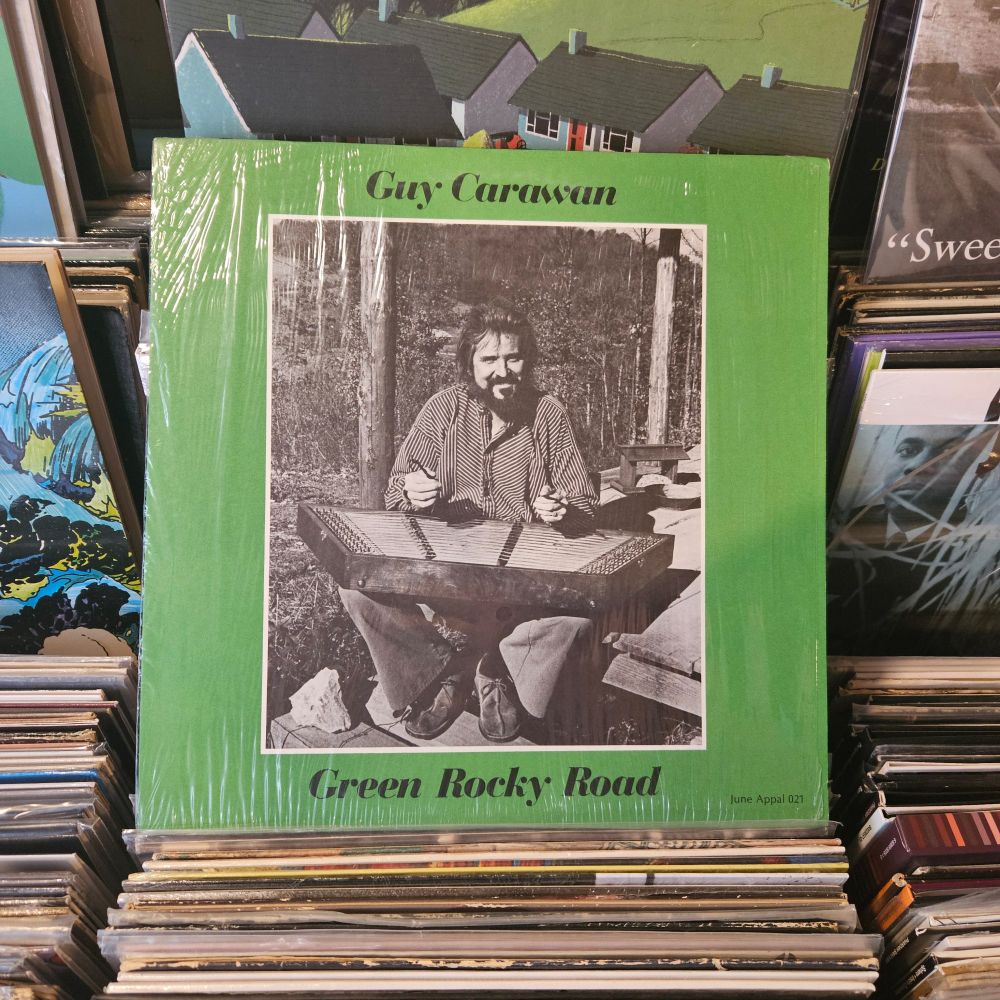 Guy Carawan
Green Rocky Road
June Appal 021
“Swee